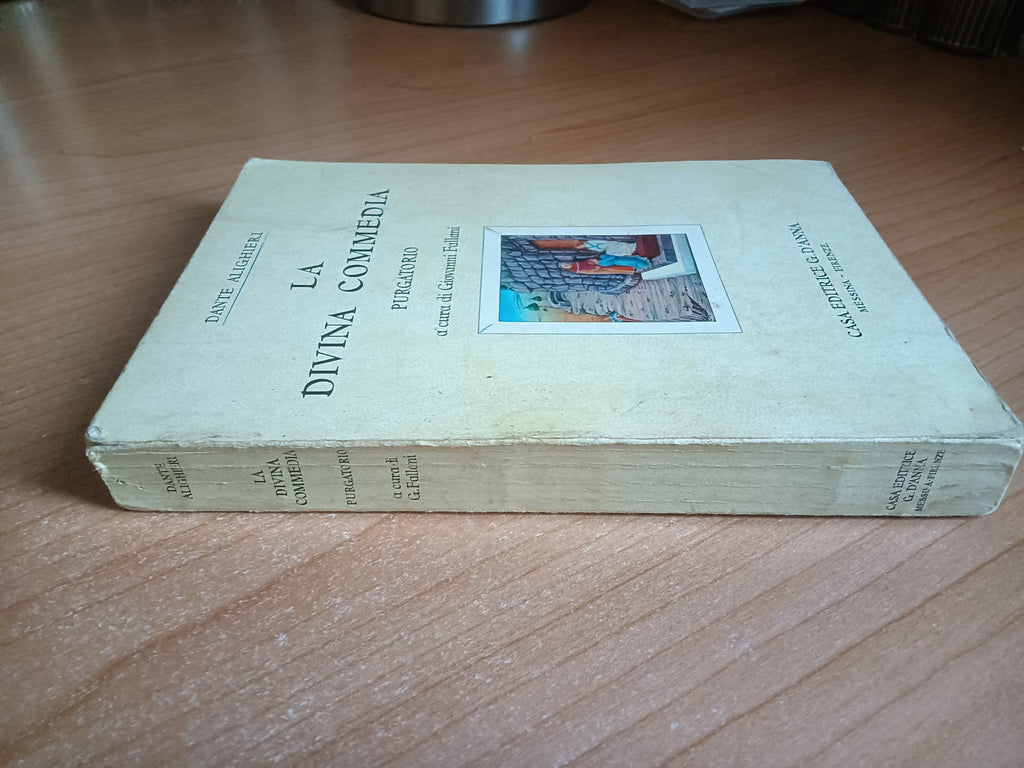 DANTE ALIGHIERI
LA
DIVINA COMMEDIA
PURGATORIO
a cura di Giovanni Fallani
CASA EDITRICE G. D'ANNA
MESSINA - FIRENZE
DANTE
ALIGHIERI
LA
DIVINA
COMMEDIA
PURGATORIO
a cura di
G. Fallani
CASA EDITRICE
G. D'ANNA
MESSINA-FIRENZE